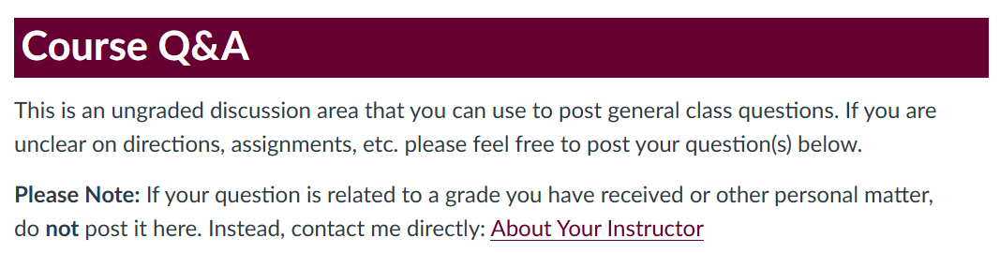 Course Q&A
This is an ungraded discussion area that you can use to post general class questions. If you are
unclear on directions, assignments, etc. please feel free to post your question(s) below.
Please Note: If your question is related to a grade you have received or other personal matter,
do not post it here. Instead, contact me directly: About Your Instructor